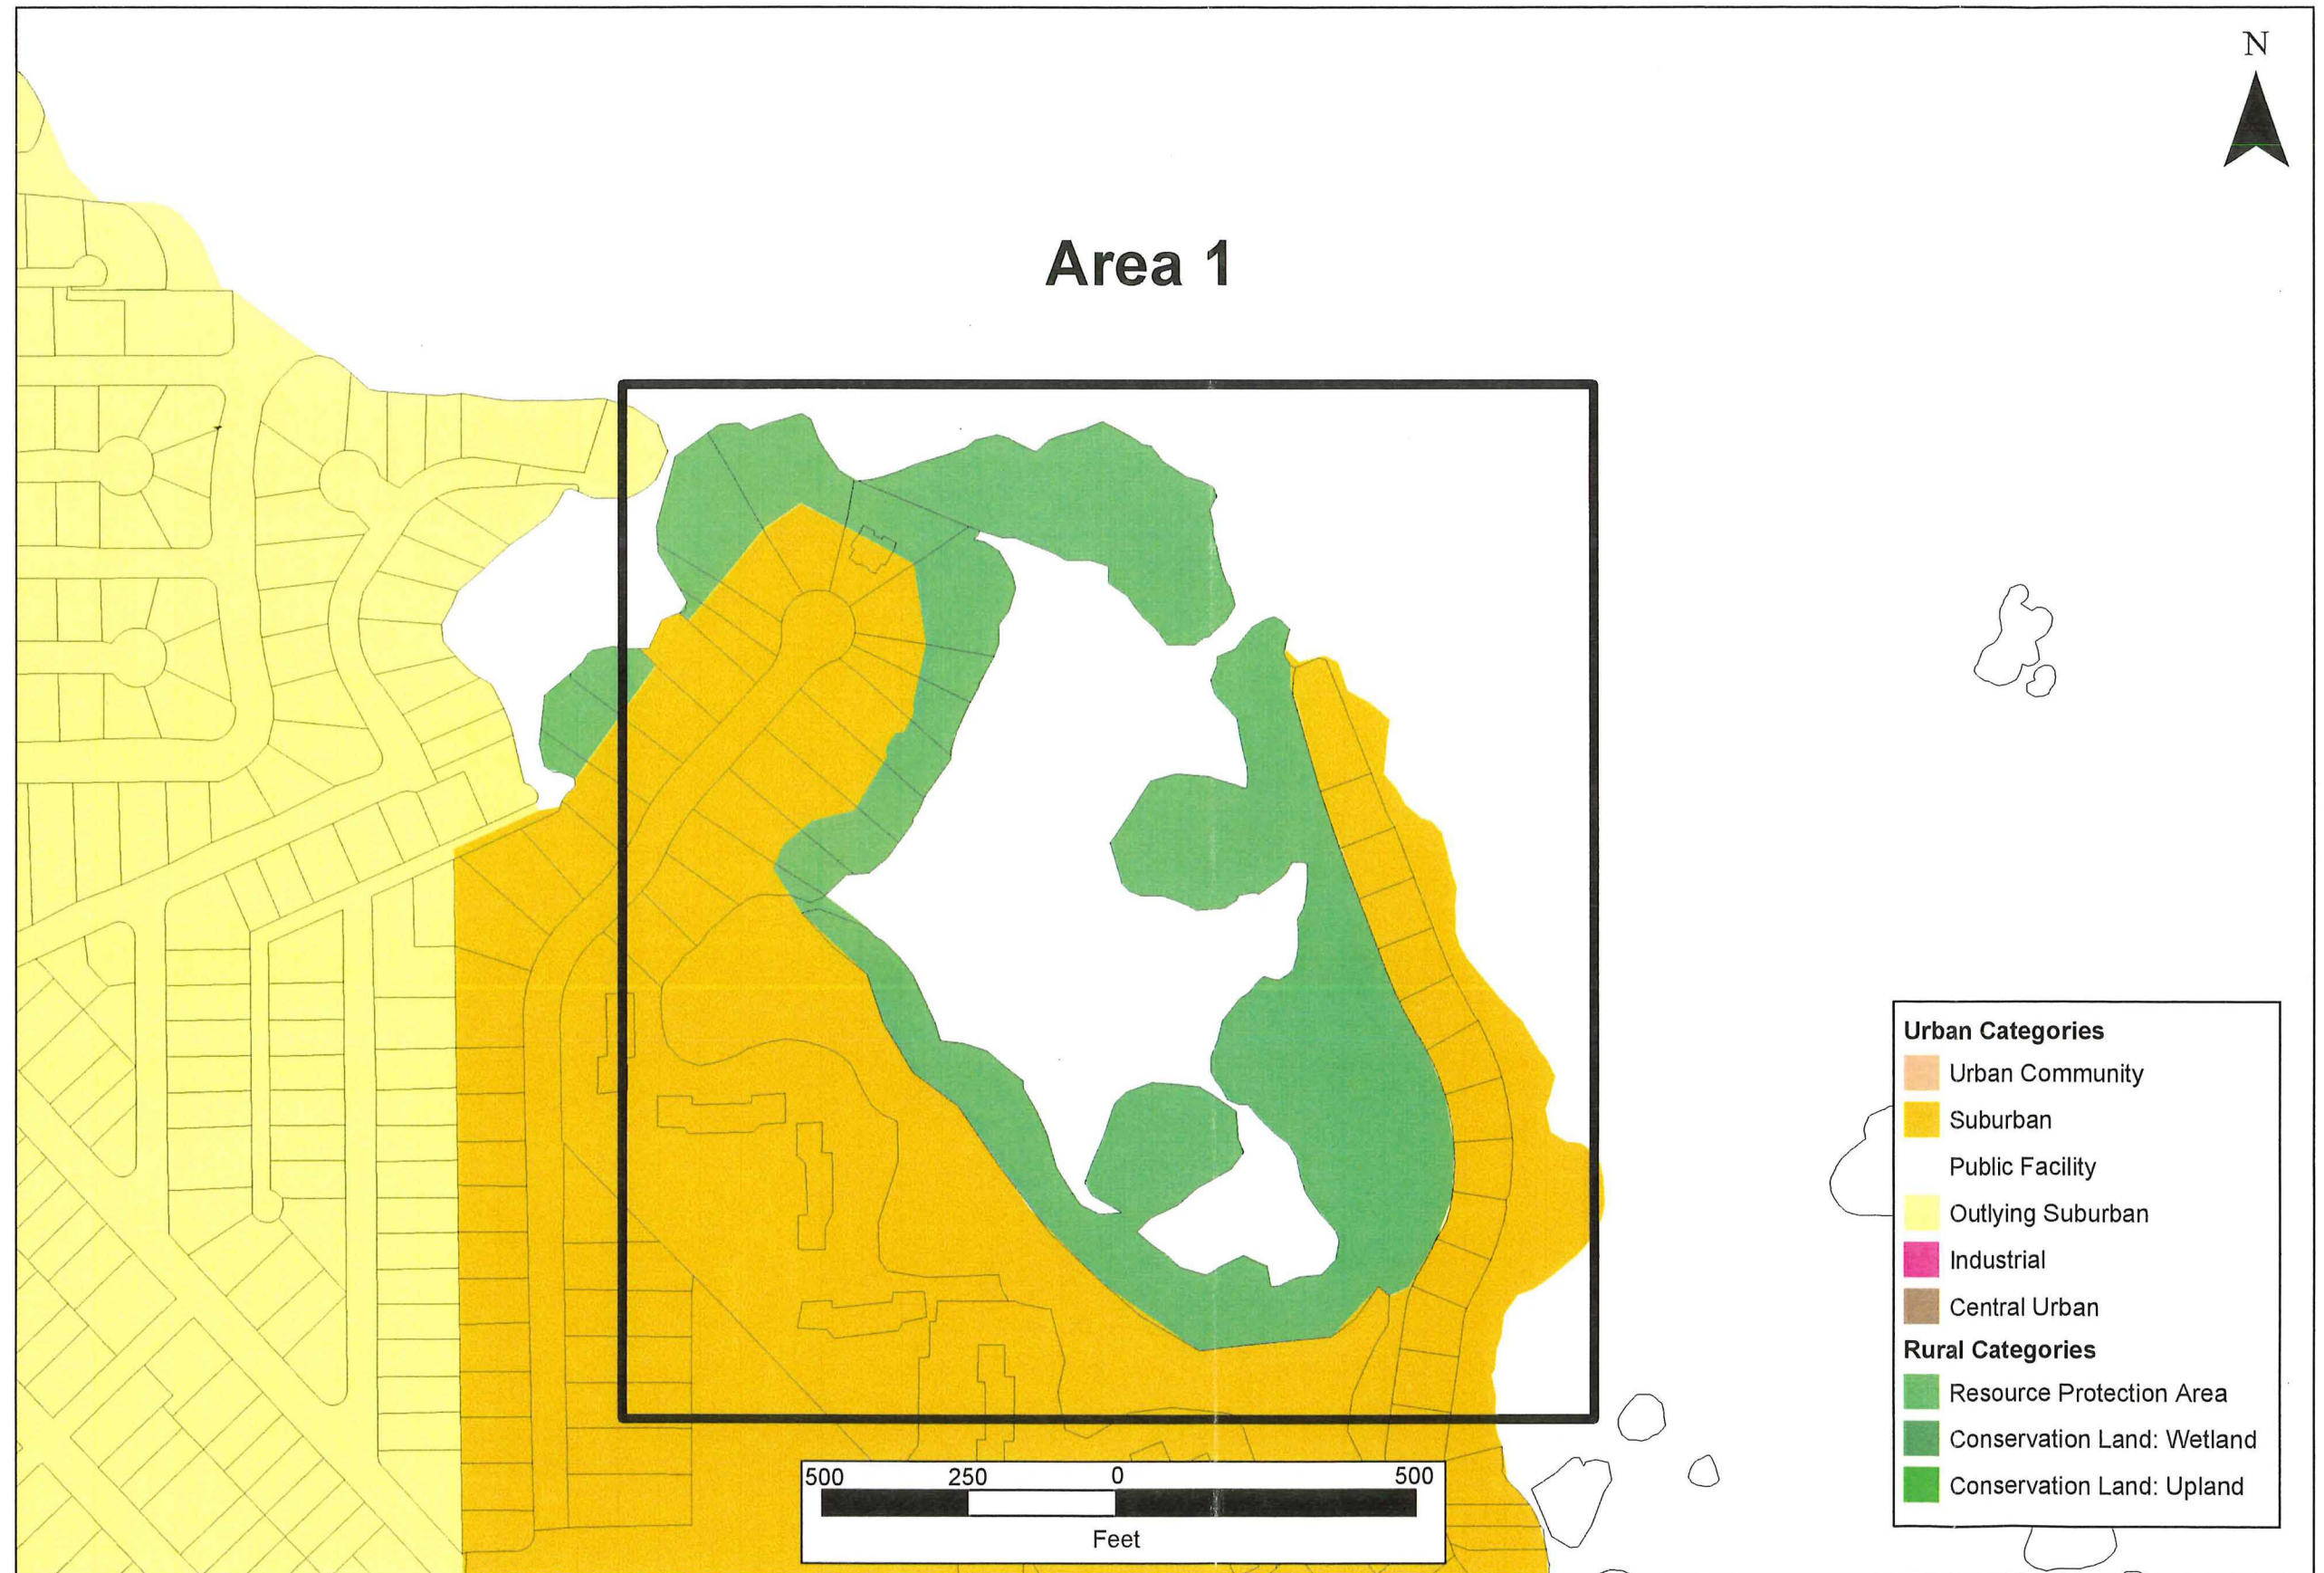 N
Area 1
Urban Categories
Urban Community
Suburban
Public Facility
Outlying Suburban
Industrial
Central Urban
Rural Categories
Resource Protection Area
Conservation Land: Wetland
Conservation Land: Upland
500 250 0 500
Feet